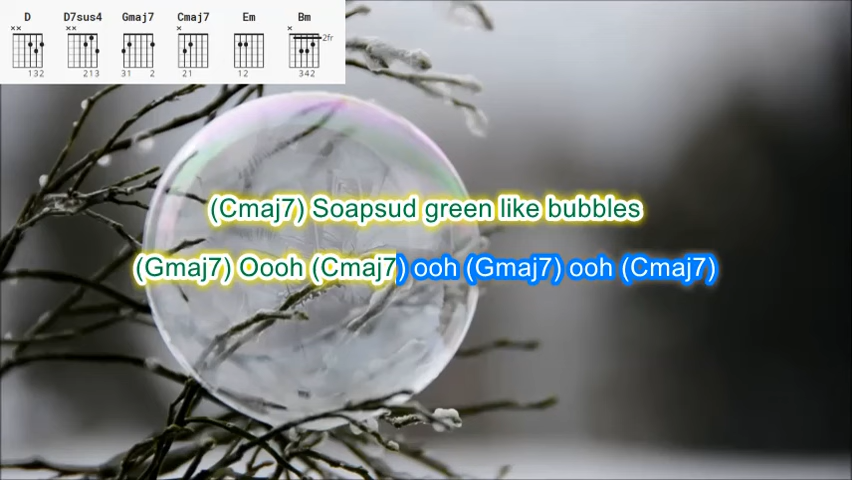 D D7sus4 Gmaj7 Cmaj7 Em Bm
×× ×× × ×
2fr
132 213 31 2 21 12 342
(Cmaj7) Soapsud green like bubbles
(Gmaj7) Oooh (Cmaj7) ooh (Gmaj7) ooh (Cmaj7)